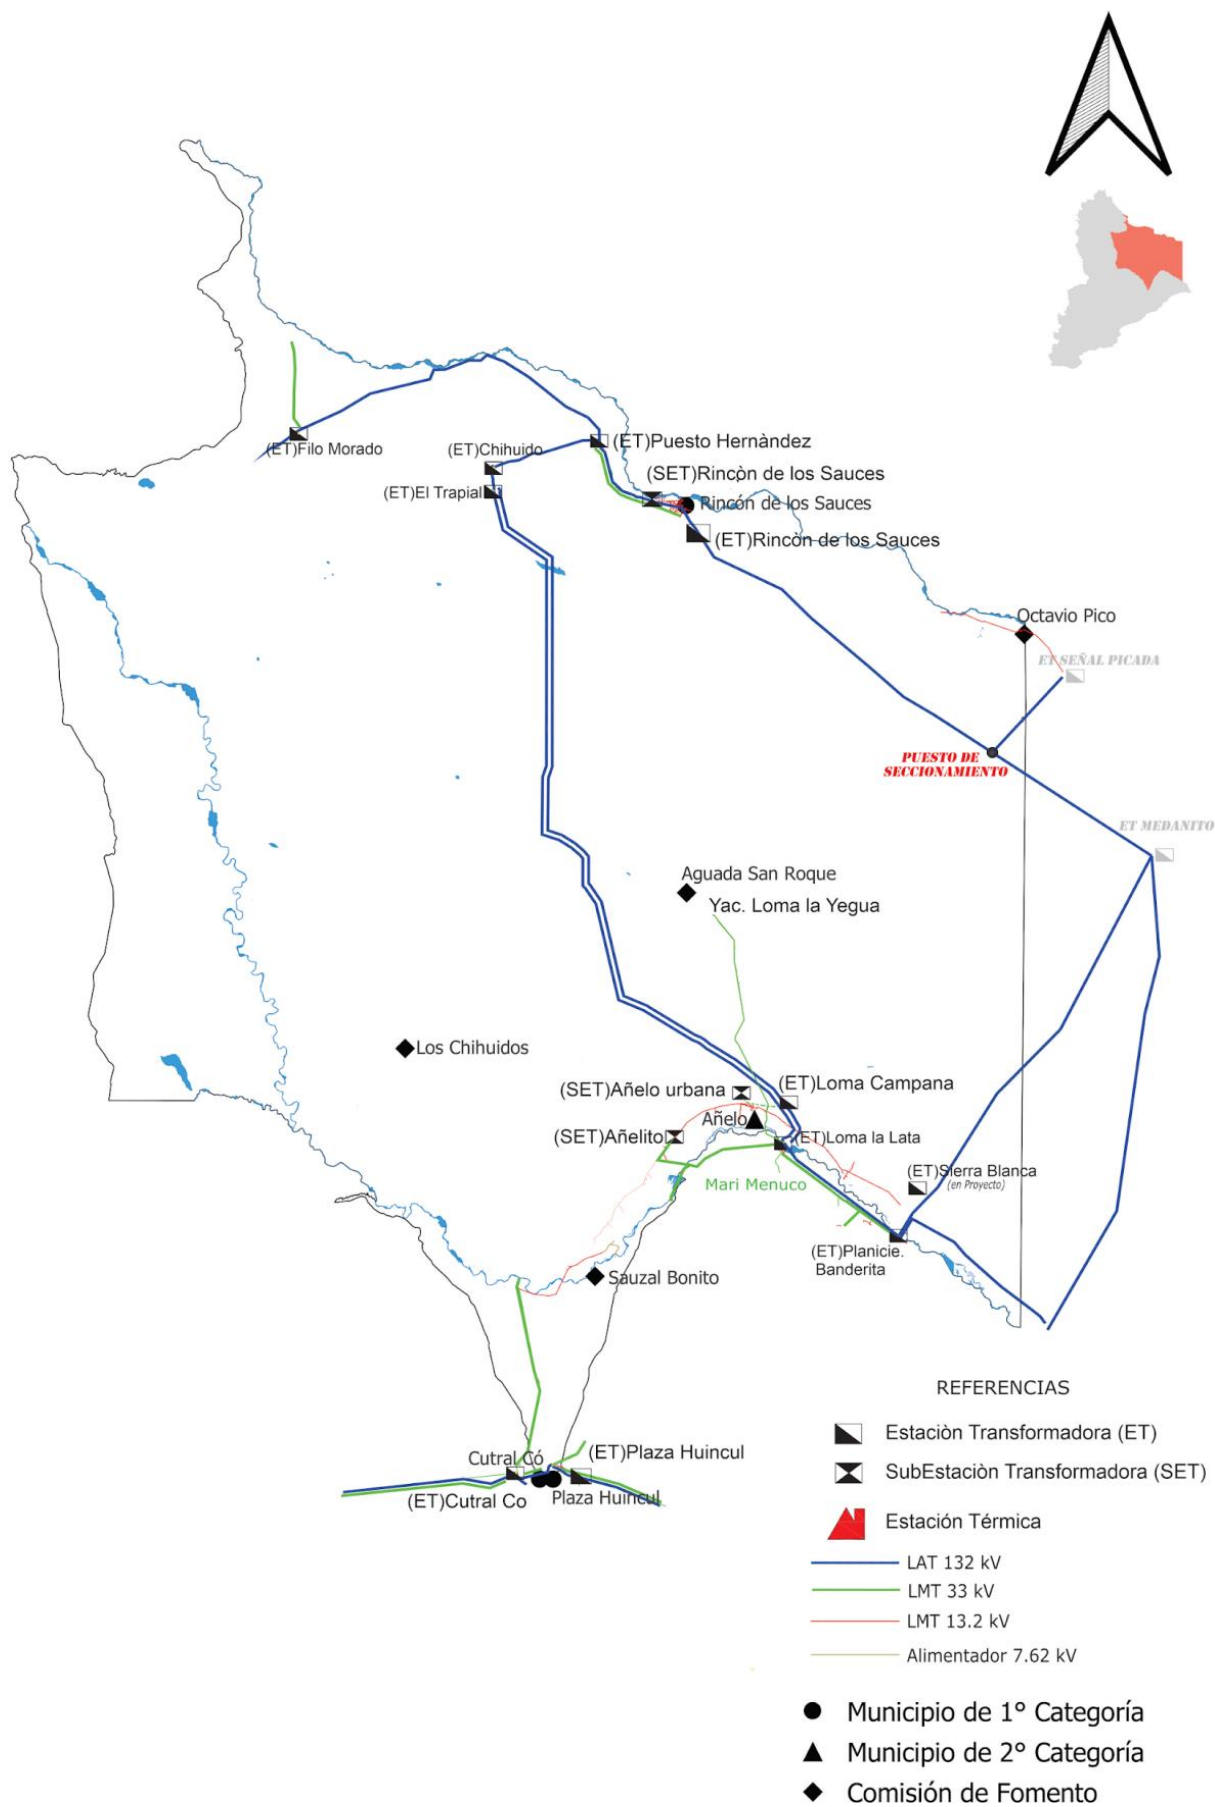 (ET)Filo Morado
(ET)Chihuido
(ET)El Trapial
(ET)Puesto Hernàndez
(SET)Rincòn de los Sauces
Rincón de los Sauces
(ET)Rincòn de los Sauces
Octavio Pico
ET SEÑAL PICADA
PUESTO DE
SECCIONAMIENTO
ET MEDANITO
Aguada San Roque
Yac. Loma la Yegua
Los Chihuidos
(SET)Añelo urbana
(ET)Loma Campana
Añelo
(SET)Añelito
(ET)Loma la Lata
Mari Menuco
(ET)Sierra Blanca
(en Proyecto)
(ET)Planicie.
Banderita
Sauzal Bonito
Cutral Có
(ET)Plaza Huincul
(ET)Cutral Co
Plaza Huincul
REFERENCIAS
Estaciòn Transformadora (ET)
SubEstaciòn Transformadora (SET)
Estación Térmica
LAT 132 kV
LMT 33 kV
LMT 13.2 kV
Alimentador 7.62 kV
Municipio de 1° Categoría
Municipio de 2° Categoría
Comisión de Fomento